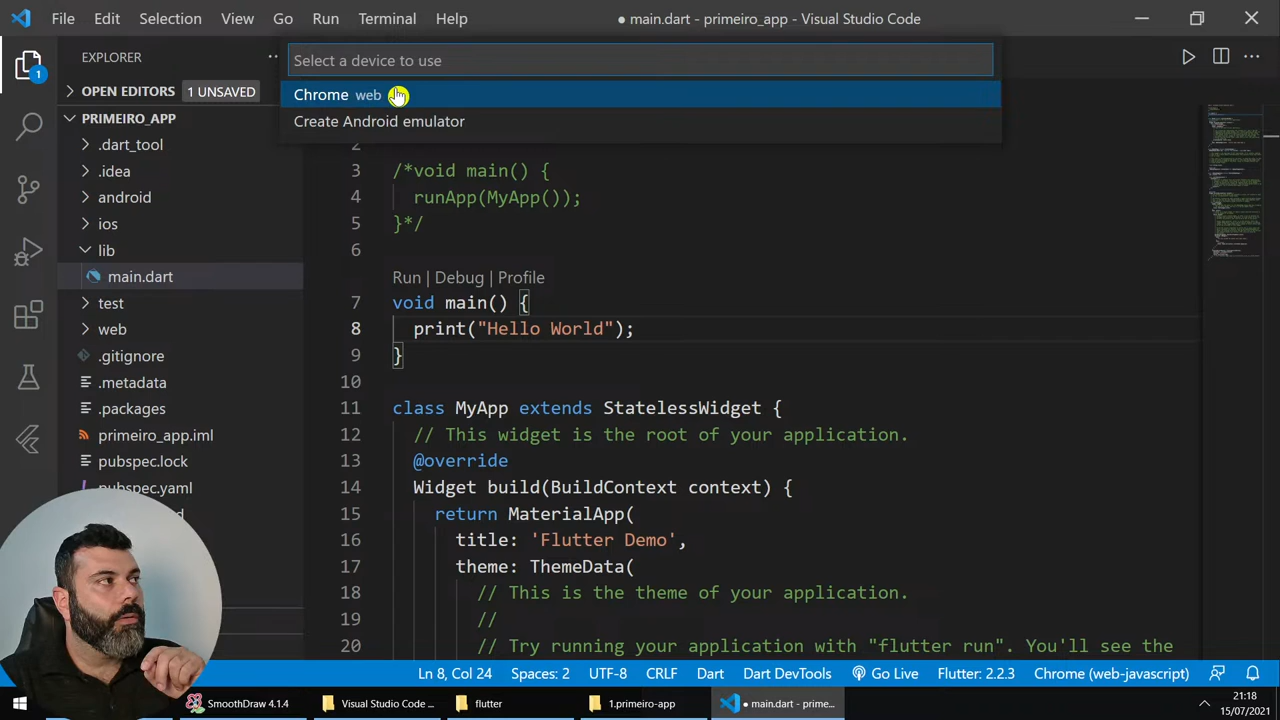 File Edit Selection View Go Run Terminal Help ● main.dart - primeiro_app - Visual Studio Code
EXPLORER
OPEN EDITORS 1 UNSAVED
PRIMEIRO_APP
.dart_tool
.idea
android
ios
lib
main.dart
test
web
.gitignore
.metadata
.packages
primeiro_app.iml
pubspec.lock
pubspec.yaml
1
Select a device to use
Chrome web
Create Android emulator
2
3 /*void main() {
4 runApp(MyApp());
5 }*/
6
Run | Debug | Profile
7 void main() {
8 print("Hello World");
9 }
10
11 class MyApp extends StatelessWidget {
12 // This widget is the root of your application.
13 @override
14 Widget build(BuildContext context) {
15 return MaterialApp(
16 title: 'Flutter Demo',
17 theme: ThemeData(
18 // This is the theme of your application.
19 //
20 // Try running your application with "flutter run". You'll see the
Ln 8, Col 24 Spaces: 2 UTF-8 CRLF Dart Dart DevTools Go Live Flutter: 2.2.3 Chrome (web-javascript)
SmoothDraw 4.1.4 Visual Studio Code ... flutter 1.primeiro-app ● main.dart - prime...
21:18
15/07/2021